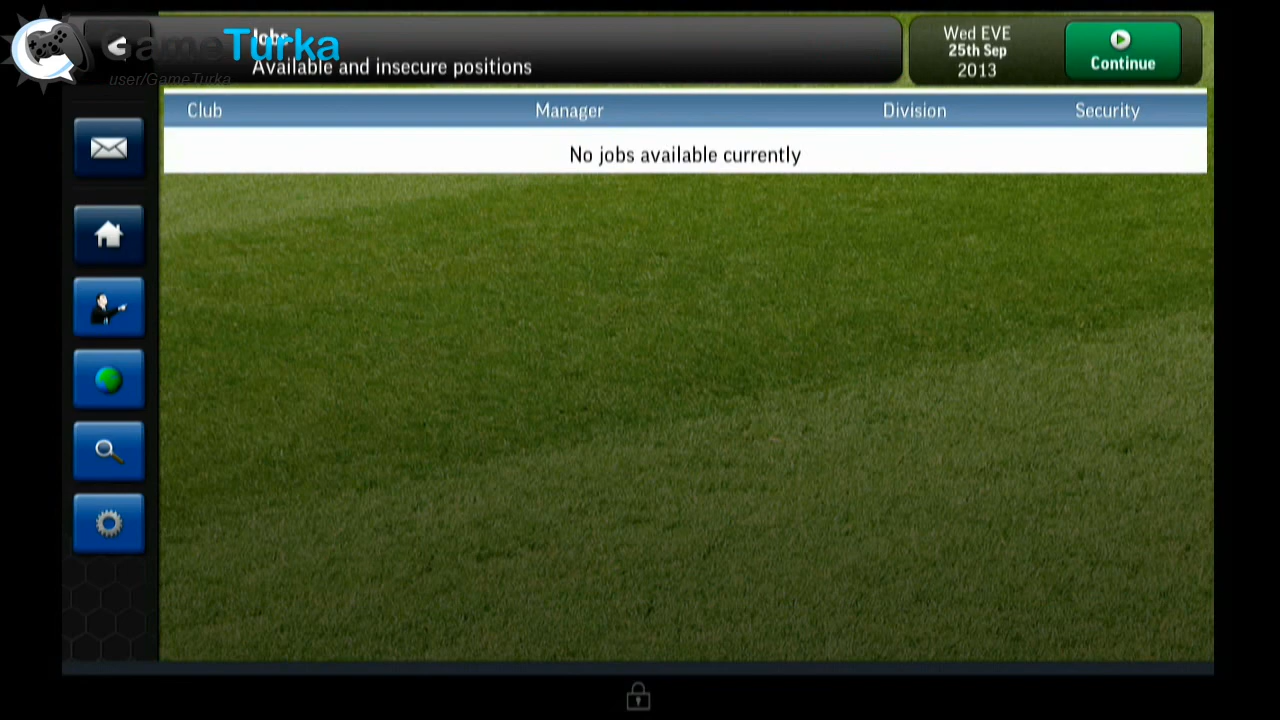 GameTurka
user/GameTurka
Jobs
Available and insecure positions
Wed EVE
25th Sep
2013
Continue
Club Manager Division Security
No jobs available currently